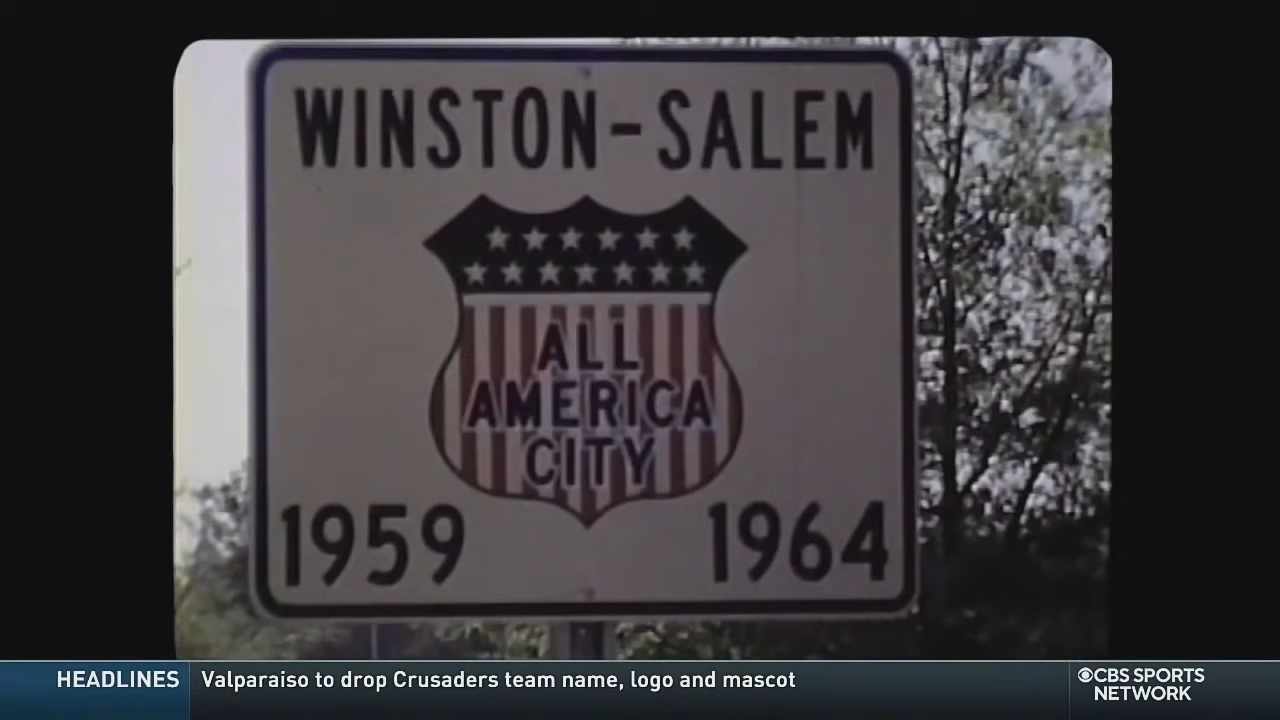 WINSTON-SALEM
ALL
AMERICA
CITY
1959 1964
HEADLINES Valparaiso to drop Crusaders team name, logo and mascot
CBS SPORTS
NETWORK